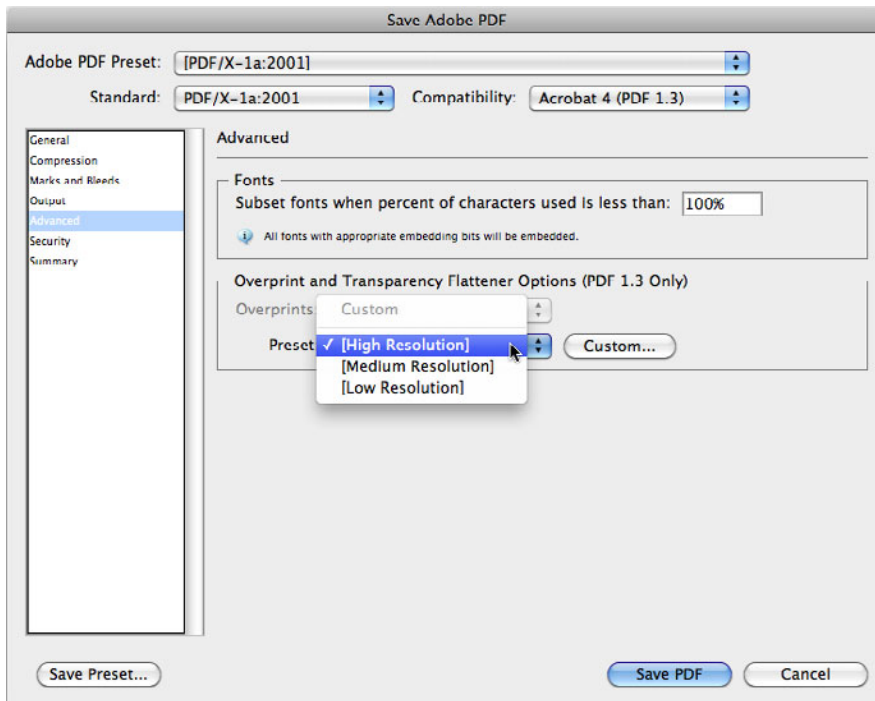 Save Adobe PDF
Adobe PDF Preset: [PDF/X-1a:2001]
Standard: PDF/X-1a:2001 Compatibility: Acrobat 4 (PDF 1.3)
General
Compression
Marks and Bleeds
Output
Advanced
Security
Summary
Advanced
Fonts
Subset fonts when percent of characters used is less than: 100%
All fonts with appropriate embedding bits will be embedded.
Overprint and Transparency Flattener Options (PDF 1.3 Only)
Overprints Custom
Preset ✓ [High Resolution] Custom...
[Medium Resolution]
[Low Resolution]
Save Preset... Save PDF Cancel